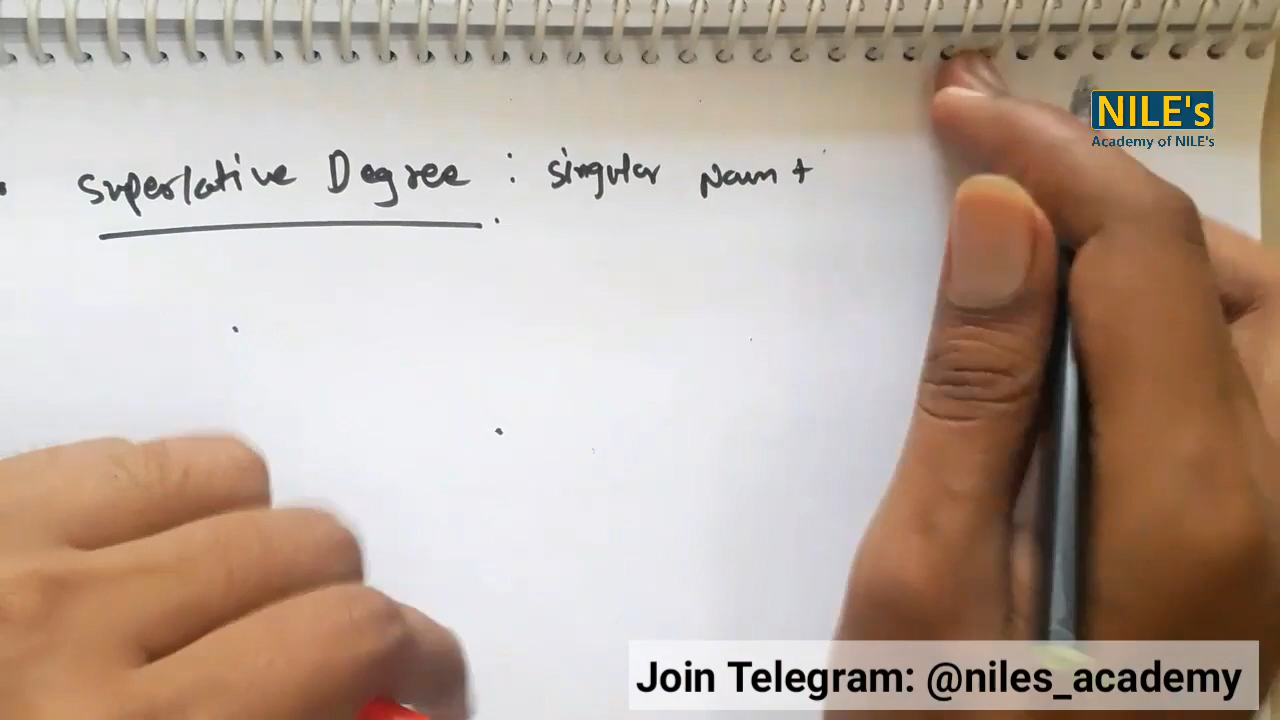 NILE's
Academy of NILE's
Superlative Degree : singular Noun +
Join Telegram: @niles_academy